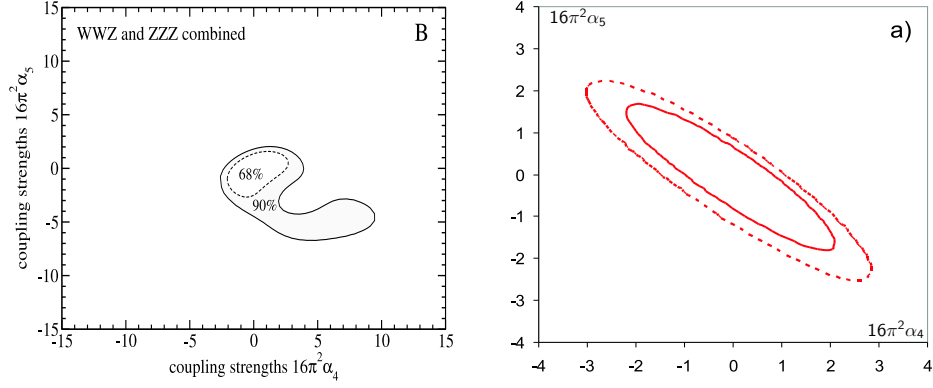 WWZ and ZZZ combined
B
15
10
5
0
-5
-10
-15
coupling strengths 16π²α₅
68%
90%
-15 -10 -5 0 5 10 15
coupling strengths 16π²α₄
16π²α₅
a)
4
3
2
1
0
-1
-2
-3
-4
16π²α₄
-4 -3 -2 -1 0 1 2 3 4